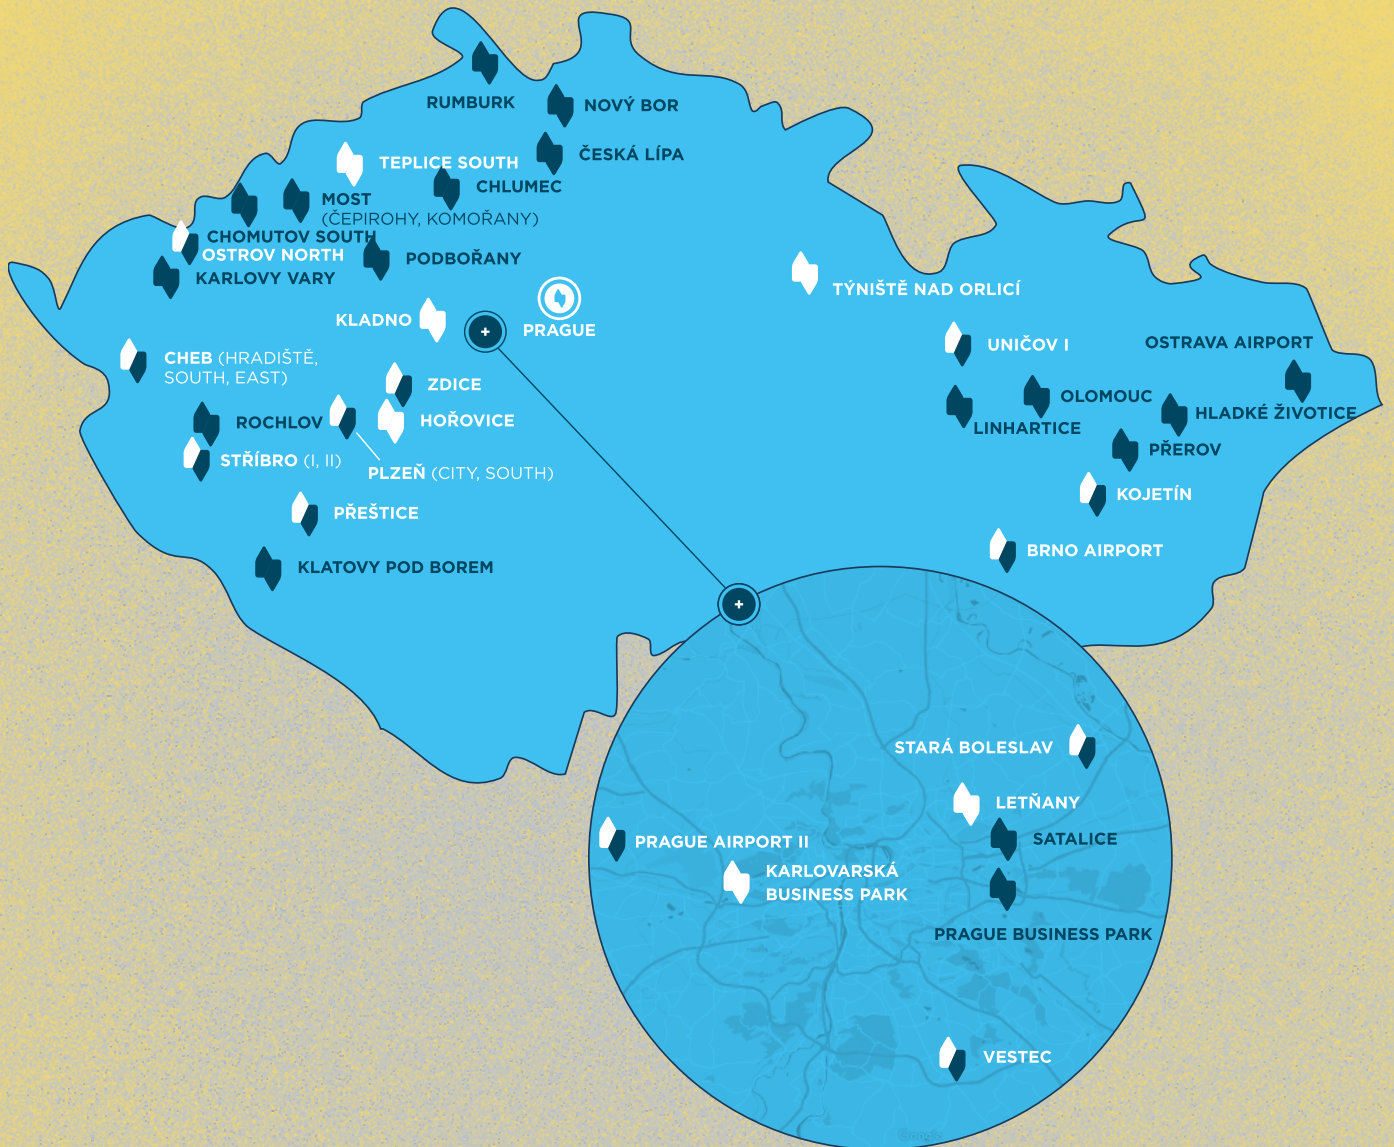 RUMBURK
NOVÝ BOR
ČESKÁ LÍPA
TEPLICE SOUTH
CHLUMEC
MOST
(ČEPIROHY, KOMOŘANY)
CHOMUTOV SOUTH
OSTROV NORTH
PODBOŘANY
KARLOVY VARY
TÝNIŠTĚ NAD ORLICÍ
KLADNO
PRAGUE
UNIČOV I
OSTRAVA AIRPORT
CHEB (HRADIŠTĚ,
SOUTH, EAST)
ZDICE
OLOMOUC
HLADKÉ ŽIVOTICE
ROCHLOV
HOŘOVICE
LINHARTICE
PŘEROV
STŘÍBRO (I, II)
PLZEŇ (CITY, SOUTH)
KOJETÍN
PŘEŠTICE
BRNO AIRPORT
KLATOVY POD BOREM
STARÁ BOLESLAV
LETŇANY
SATALICE
PRAGUE AIRPORT II
KARLOVARSKÁ
BUSINESS PARK
PRAGUE BUSINESS PARK
VESTEC
Google